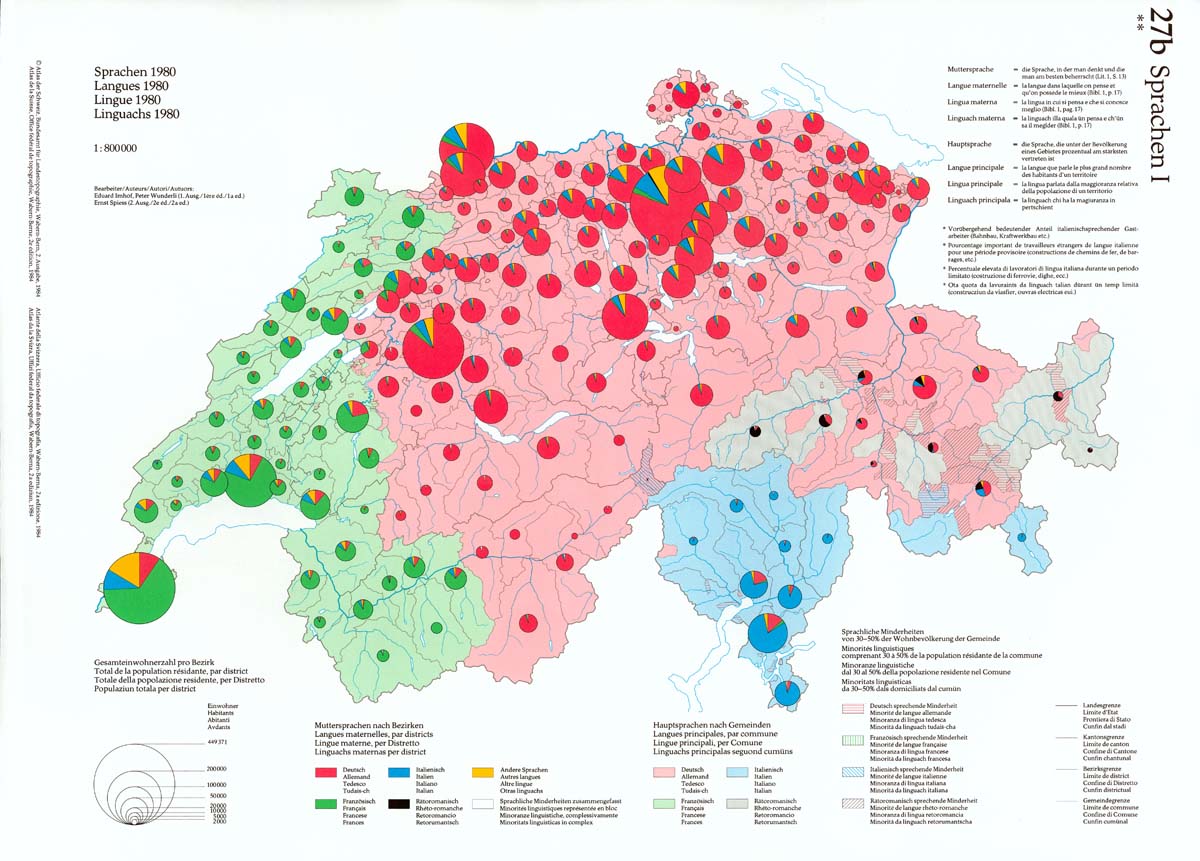 27b Sprachen I
**
© Atlas der Schweiz, Bundesamt für Landestopographie, Wabern-Bern, 2. Ausgabe, 1984
Atlas de la Suisse, Office fédéral de topographie, Wabern-Berne, 2e édition, 1984
Atlante della Svizzera, Ufficio federale di topografia, Wabern-Berna, 2a edizione, 1984
Atlas da la Svizra, Uffizi federal da topografia, Wabern-Berna, 2a ediziun, 1984
Sprachen 1980
Langues 1980
Lingue 1980
Linguachs 1980
1 : 800 000
Bearbeiter/Auteurs/Autori/Autuors:
Eduard Imhof, Peter Wunderli (1. Ausg./1ère éd./1a ed.)
Ernst Spiess (2. Ausg./2e éd./2a ed.)
Muttersprache = die Sprache, in der man denkt und die
man am besten beherrscht (Lit. 1, S. 13)
Langue maternelle = la langue dans laquelle on pense et
qu'on possède le mieux (Bibl. 1, p. 17)
Lingua materna = la lingua in cui si pensa e che si conosce
meglio (Bibl. 1, pag. 17)
Linguach materna = la linguach illa quala ün pensa e ch'ün
sa il megider (Bibl. 1, p. 17)
Hauptsprache = die Sprache, die unter der Bevölkerung
eines Gebietes prozentual am stärksten
vertreten ist
Langue principale = la langue que parle le plus grand nombre
des habitants d'un territoire
Lingua principale = la lingua parlata dalla maggioranza relativa
della popolazione di un territorio
Linguach principala = la linguach chi ha la magiuranza in
pertschient
* Vorübergehend bedeutender Anteil italienischsprechender Gast-
arbeiter (Bahnbau, Kraftwerkbau etc.)
* Pourcentage important de travailleurs étrangers de langue italienne
pour une période provisoire (constructions de chemins de fer, de bar-
rages, etc.)
* Percentuale elevata di lavoratori di lingua italiana durante un periodo
limitato (costruzione di ferrovie, dighe, ecc.)
* Ota quota da lavuraints da linguach talian dürant ün temp limità
(construcziun da viasfier, ouvras electricas eui.)
Gesamteinwohnerzahl pro Bezirk
Total de la population résidante, par district
Totale della popolazione residente, per Distretto
Populaziun totala per district
Einwohner
Habitants
Abitanti
Avdants
449 371
200 000
100 000
50 000
20 000
10 000
5 000
2 000
Muttersprachen nach Bezirken
Langues maternelles, par districts
Lingue materne, per Distretto
Linguachs maternas per district
Deutsch
Allemand
Tedesco
Tudais-ch
Italienisch
Italien
Italiano
Italian
Andere Sprachen
Autres langues
Altre lingue
Otras linguachs
Französisch
Français
Francese
Frances
Rätoromanisch
Rhéto-romanche
Retoromancio
Retorumantsch
Sprachliche Minderheiten zusammengefasst
Minorités linguistiques représentée en bloc
Minoranze linguistiche, complessivamente
Minoritats linguisticas in complex
Hauptsprachen nach Gemeinden
Langues principales, par commune
Lingue principali, per Comune
Linguachs principalas seguond cumüns
Deutsch
Allemand
Tedesco
Tudais-ch
Italienisch
Italien
Italiano
Italian
Französisch
Français
Francese
Frances
Rätoromanisch
Rhéto-romanche
Retoromancio
Retorumantsch
Sprachliche Minderheiten
von 30–50% der Wohnbevölkerung der Gemeinde
Minorités linguistiques
comprenant 30 à 50% de la population résidante de la commune
Minoranze linguistiche
dal 30 al 50% della popolazione residente nel Comune
Minoritats linguisticas
da 30–50% dals domiciliats dal cumün
Deutsch sprechende Minderheit
Minorité de langue allemande
Minoranza di lingua tedesca
Minorità da linguach tudais-cha
Französisch sprechende Minderheit
Minorité de langue française
Minoranza di lingua francese
Minorità da linguach francesa
Italienisch sprechende Minderheit
Minorité de langue italienne
Minoranza di lingua italiana
Minorità da linguach italiana
Rätoromanisch sprechende Minderheit
Minorité de langue rhéto-romanche
Minoranza di lingua retoromancia
Minorità da linguach retorumantscha
Landesgrenze
Limite d'Etat
Frontiera di Stato
Cunfin dal stadi
Kantonsgrenze
Limite de canton
Confine di Cantone
Cunfin chantunal
Bezirksgrenze
Limite de district
Confine di Distretto
Cunfin districtual
Gemeindegrenze
Limite de commune
Confine di Comune
Cunfin cumünal